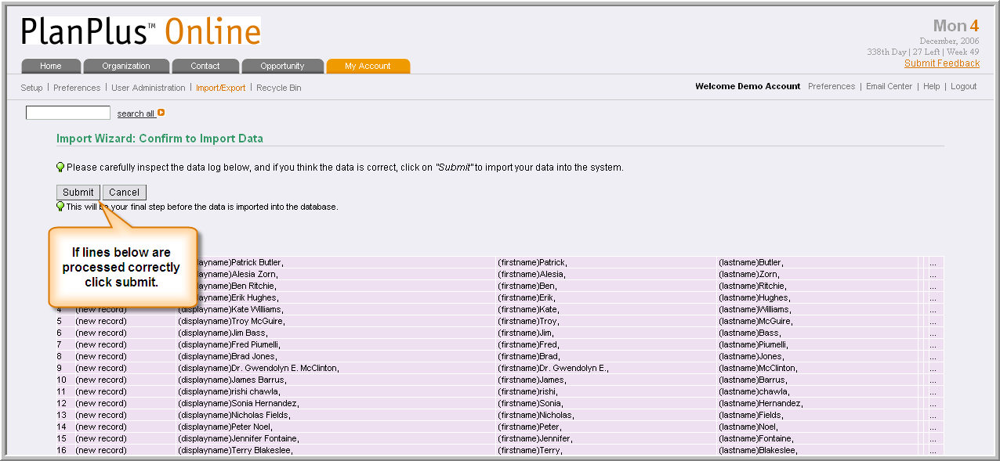 PlanPlus™ Online
Mon 4
December, 2006
338th Day | 27 Left | Week 49
Submit Feedback
Home Organization Contact Opportunity My Account
Setup | Preferences | User Administration | Import/Export | Recycle Bin
Welcome Demo Account Preferences | Email Center | Help | Logout
search all
Import Wizard: Confirm to Import Data
Please carefully inspect the data log below, and if you think the data is correct, click on "Submit" to import your data into the system.
Submit Cancel
This will be your final step before the data is imported into the database.
If lines below are
processed correctly
click submit.
layname)Patrick Butler, (firstname)Patrick, (lastname)Butler, ...
playname)Alesia Zorn, (firstname)Alesia, (lastname)Zorn, ...
playname)Ben Ritchie, (firstname)Ben, (lastname)Ritchie, ...
playname)Erik Hughes, (firstname)Erik, (lastname)Hughes, ...
4 (new record) (displayname)Kate Williams, (firstname)Kate, (lastname)Williams, ...
5 (new record) (displayname)Troy McGuire, (firstname)Troy, (lastname)McGuire, ...
6 (new record) (displayname)Jim Bass, (firstname)Jim, (lastname)Bass, ...
7 (new record) (displayname)Fred Piumelli, (firstname)Fred, (lastname)Piumelli, ...
8 (new record) (displayname)Brad Jones, (firstname)Brad, (lastname)Jones, ...
9 (new record) (displayname)Dr. Gwendolyn E. McClinton, (firstname)Dr. Gwendolyn E., (lastname)McClinton, ...
10 (new record) (displayname)James Barrus, (firstname)James, (lastname)Barrus, ...
11 (new record) (displayname)rishi chawla, (firstname)rishi, (lastname)chawla, ...
12 (new record) (displayname)Sonia Hernandez, (firstname)Sonia, (lastname)Hernandez, ...
13 (new record) (displayname)Nicholas Fields, (firstname)Nicholas, (lastname)Fields, ...
14 (new record) (displayname)Peter Noel, (firstname)Peter, (lastname)Noel, ...
15 (new record) (displayname)Jennifer Fontaine, (firstname)Jennifer, (lastname)Fontaine, ...
16 (new record) (displayname)Terry Blakeslee, (firstname)Terry, (lastname)Blakeslee, ...